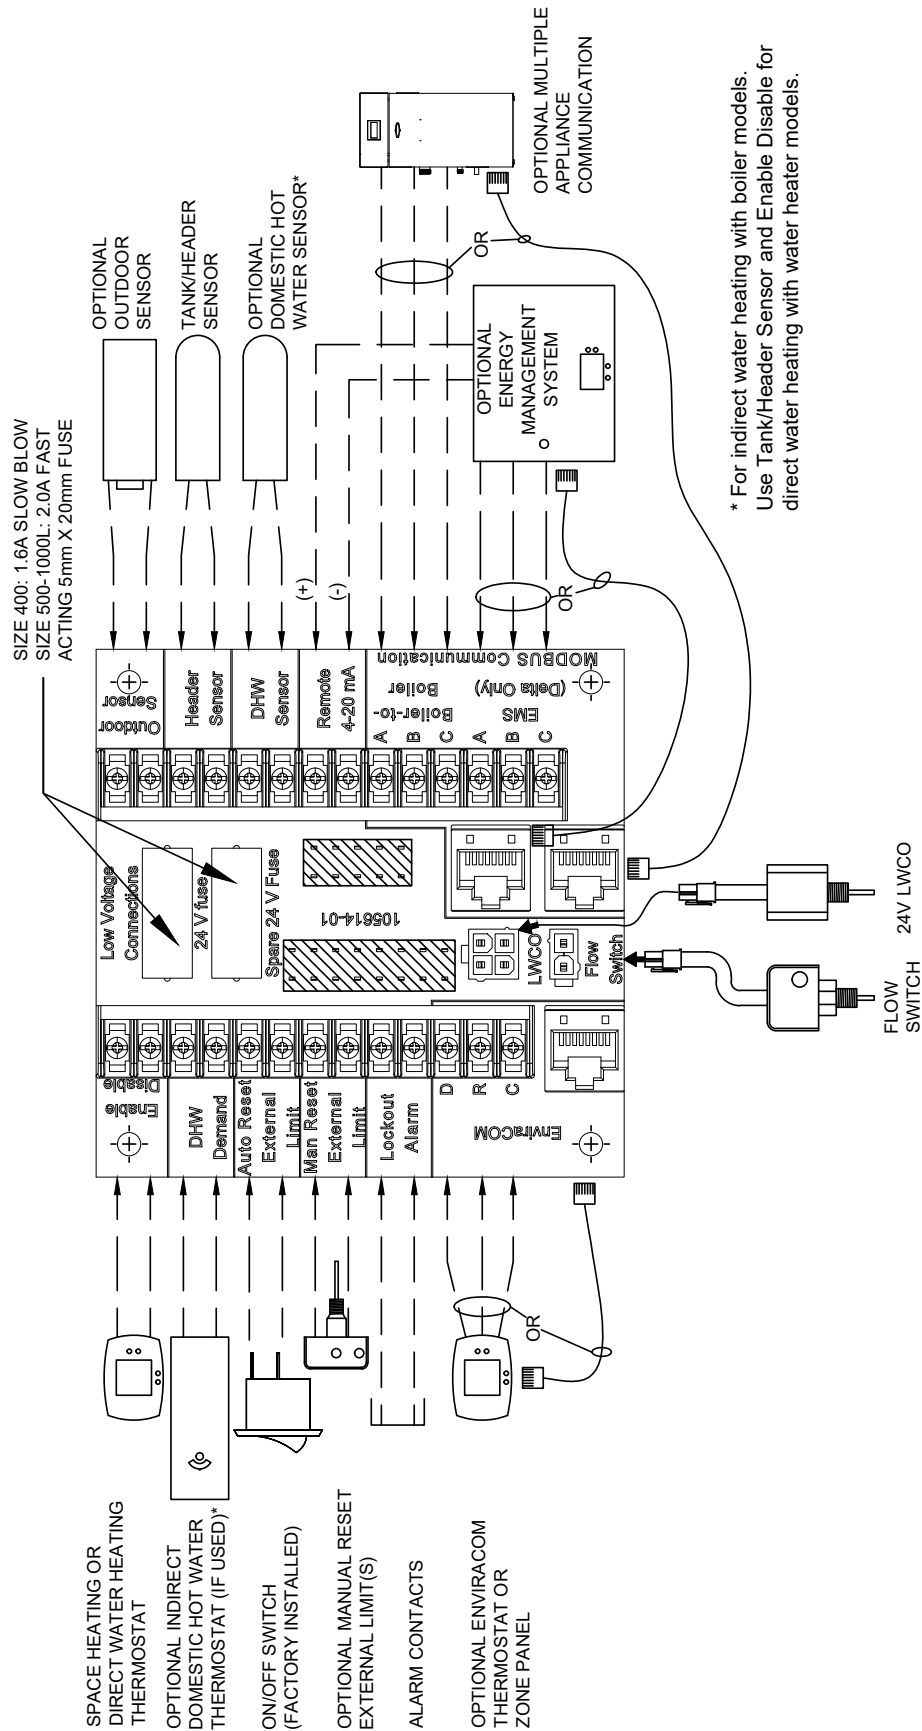 SIZE 400: 1.6A SLOW BLOW
SIZE 500-1000L: 2.0A FAST
ACTING 5mm X 20mm FUSE
OPTIONAL
OUTDOOR
SENSOR
TANK/HEADER
SENSOR
OPTIONAL
DOMESTIC HOT
WATER SENSOR*
OPTIONAL MULTIPLE
APPLIANCE
COMMUNICATION
OR
(+)
(-)
OPTIONAL
ENERGY
MANAGEMENT
SYSTEM
OR
* For indirect water heating with boiler models.
Use Tank/Header Sensor and Enable Disable for
direct water heating with water heater models.
Outdoor
Sensor
Header
Sensor
DHW
Sensor
Remote
4-20 mA
Boiler-to-
Boiler
A
B
C
EMS
(Delta Only)
A
B
C
MODBUS Communication
Low Voltage
Connections
24 V fuse
Spare 24 V Fuse
105614-01
LWCO
Flow
Switch
Enable
Disable
DHW
Demand
Auto Reset
External
Limit
Man Reset
External
Limit
Lockout
Alarm
EnviraCOM
D
R
C
OR
24V LWCO
FLOW
SWITCH
SPACE HEATING OR
DIRECT WATER HEATING
THERMOSTAT
OPTIONAL INDIRECT
DOMESTIC HOT WATER
THERMOSTAT (IF USED)*
ON/OFF SWITCH
(FACTORY INSTALLED)
OPTIONAL MANUAL RESET
EXTERNAL LIMIT(S)
ALARM CONTACTS
OPTIONAL ENVIRACOM
THERMOSTAT OR
ZONE PANEL